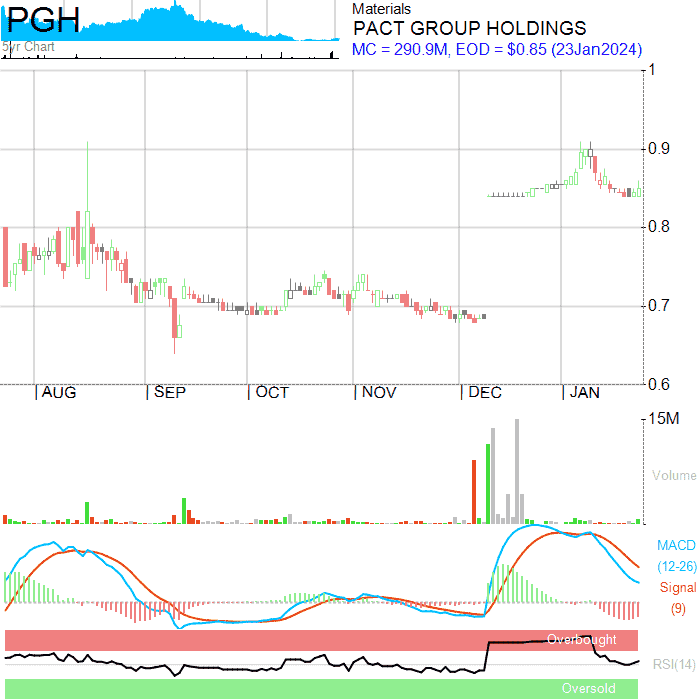 PGH
5yr Chart
Materials
PACT GROUP HOLDINGS
MC = 290.9M, EOD = $0.85 (23Jan2024)
1
0.9
0.8
0.7
0.6
AUG SEP OCT NOV DEC JAN
15M
Volume
MACD
(12-26)
Signal
(9)
Overbought
RSI(14)
Oversold